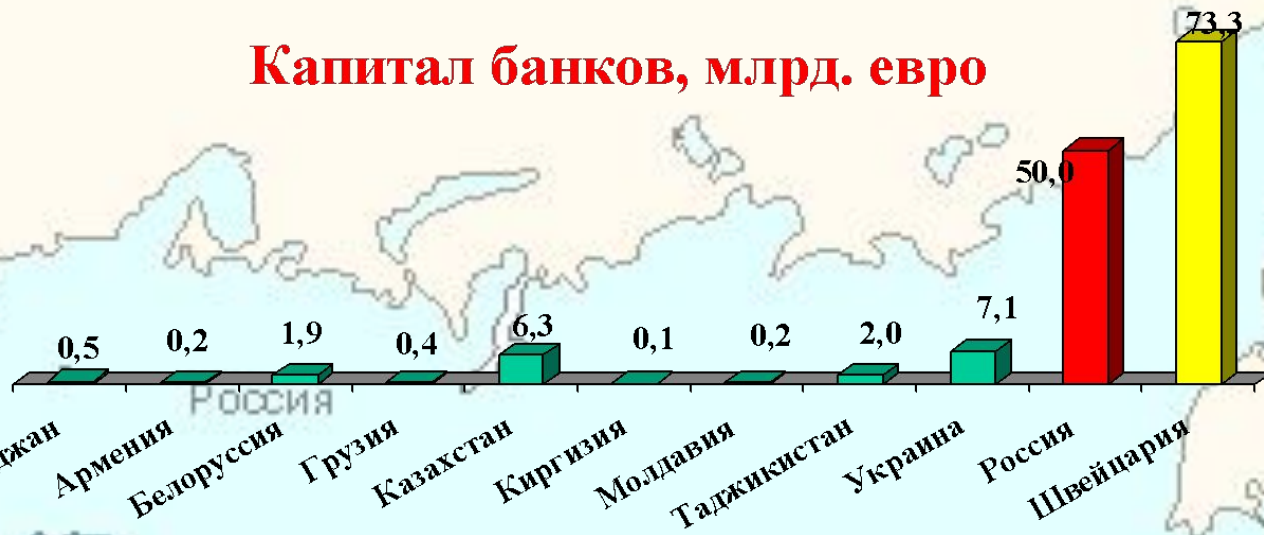 Капитал банков, млрд. евро
73,3
50,0
0,5
0,2
1,9
0,4
6,3
0,1
0,2
2,0
7,1
Россия
джан
Армения
Белоруссия
Грузия
Казахстан
Киргизия
Молдавия
Таджикистан
Украина
Россия
Швейцария